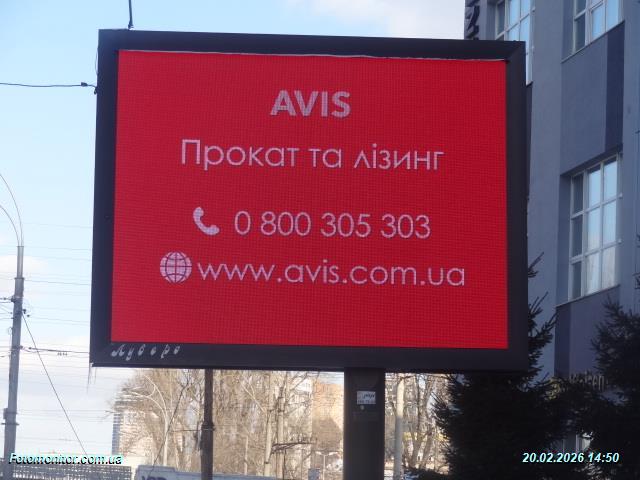 AVIS
Прокат та лізинг
0 800 305 303
www.avis.com.ua
Луверс
Fotomonitor.com.ua
20.02.2026 14:50